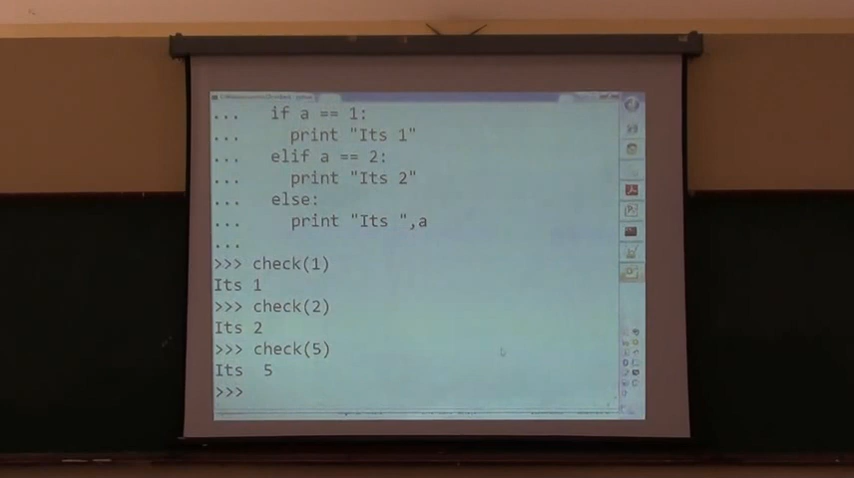 ... if a == 1:
... print "Its 1"
... elif a == 2:
... print "Its 2"
... else:
... print "Its ",a
...
>>> check(1)
Its 1
>>> check(2)
Its 2
>>> check(5)
Its  5
>>>